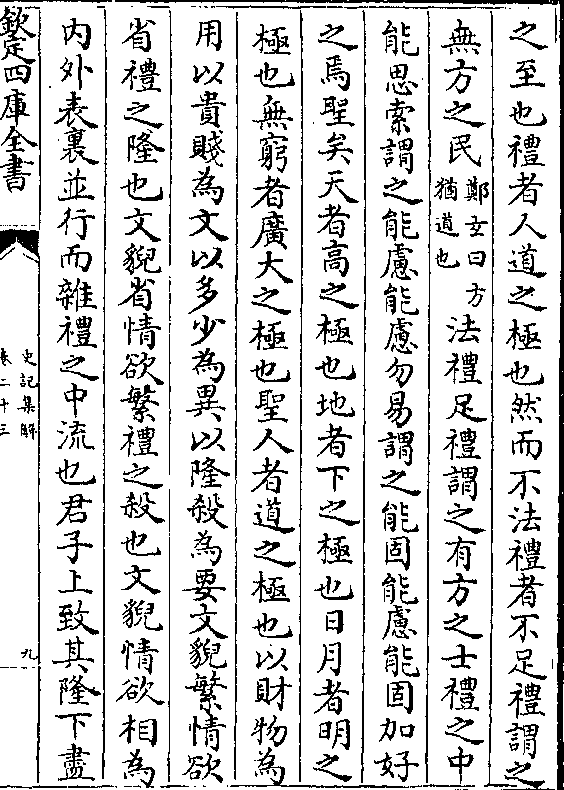 之至也禮者人道之極也然而不法禮者不足禮謂之
無方之民鄭玄曰方猶道也法禮足禮謂之有方之士禮之中
能思索謂之能慮能慮勿易謂之能固能慮能固加好
之焉聖矣天者高之極也地者下之極也日月者明之
極也無窮者廣大之極也聖人者道之極也以財物為
用以貴賤為文以多少為異以隆殺為要文貌繁情欲
省禮之隆也文貌省情欲繁禮之殺也文貌情欲相為
内外表裏並行而雜禮之中流也君子上致其隆下盡
欽定四庫全書
史記集解
卷二十三
九